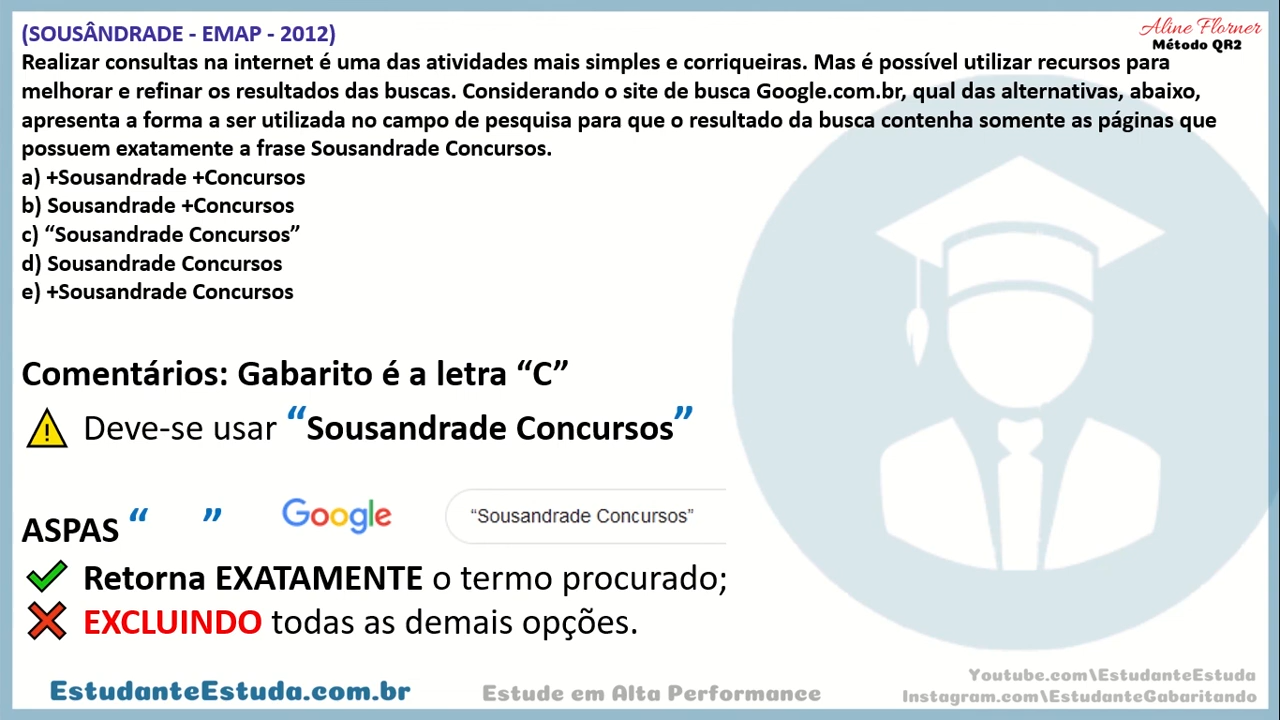 (SOUSÂNDRADE - EMAP - 2012)
Aline Florner
Método QR2
Realizar consultas na internet é uma das atividades mais simples e corriqueiras. Mas é possível utilizar recursos para
melhorar e refinar os resultados das buscas. Considerando o site de busca Google.com.br, qual das alternativas, abaixo,
apresenta a forma a ser utilizada no campo de pesquisa para que o resultado da busca contenha somente as páginas que
possuem exatamente a frase Sousandrade Concursos.
a) +Sousandrade +Concursos
b) Sousandrade +Concursos
c) “Sousandrade Concursos”
d) Sousandrade Concursos
e) +Sousandrade Concursos
Comentários: Gabarito é a letra “C”
Deve-se usar “Sousandrade Concursos”
ASPAS “ ”
Google
“Sousandrade Concursos”
Retorna EXATAMENTE o termo procurado;
EXCLUINDO todas as demais opções.
EstudanteEstuda.com.br
Estude em Alta Performance
Youtube.com\EstudanteEstuda
Instagram.com\EstudanteGabaritando